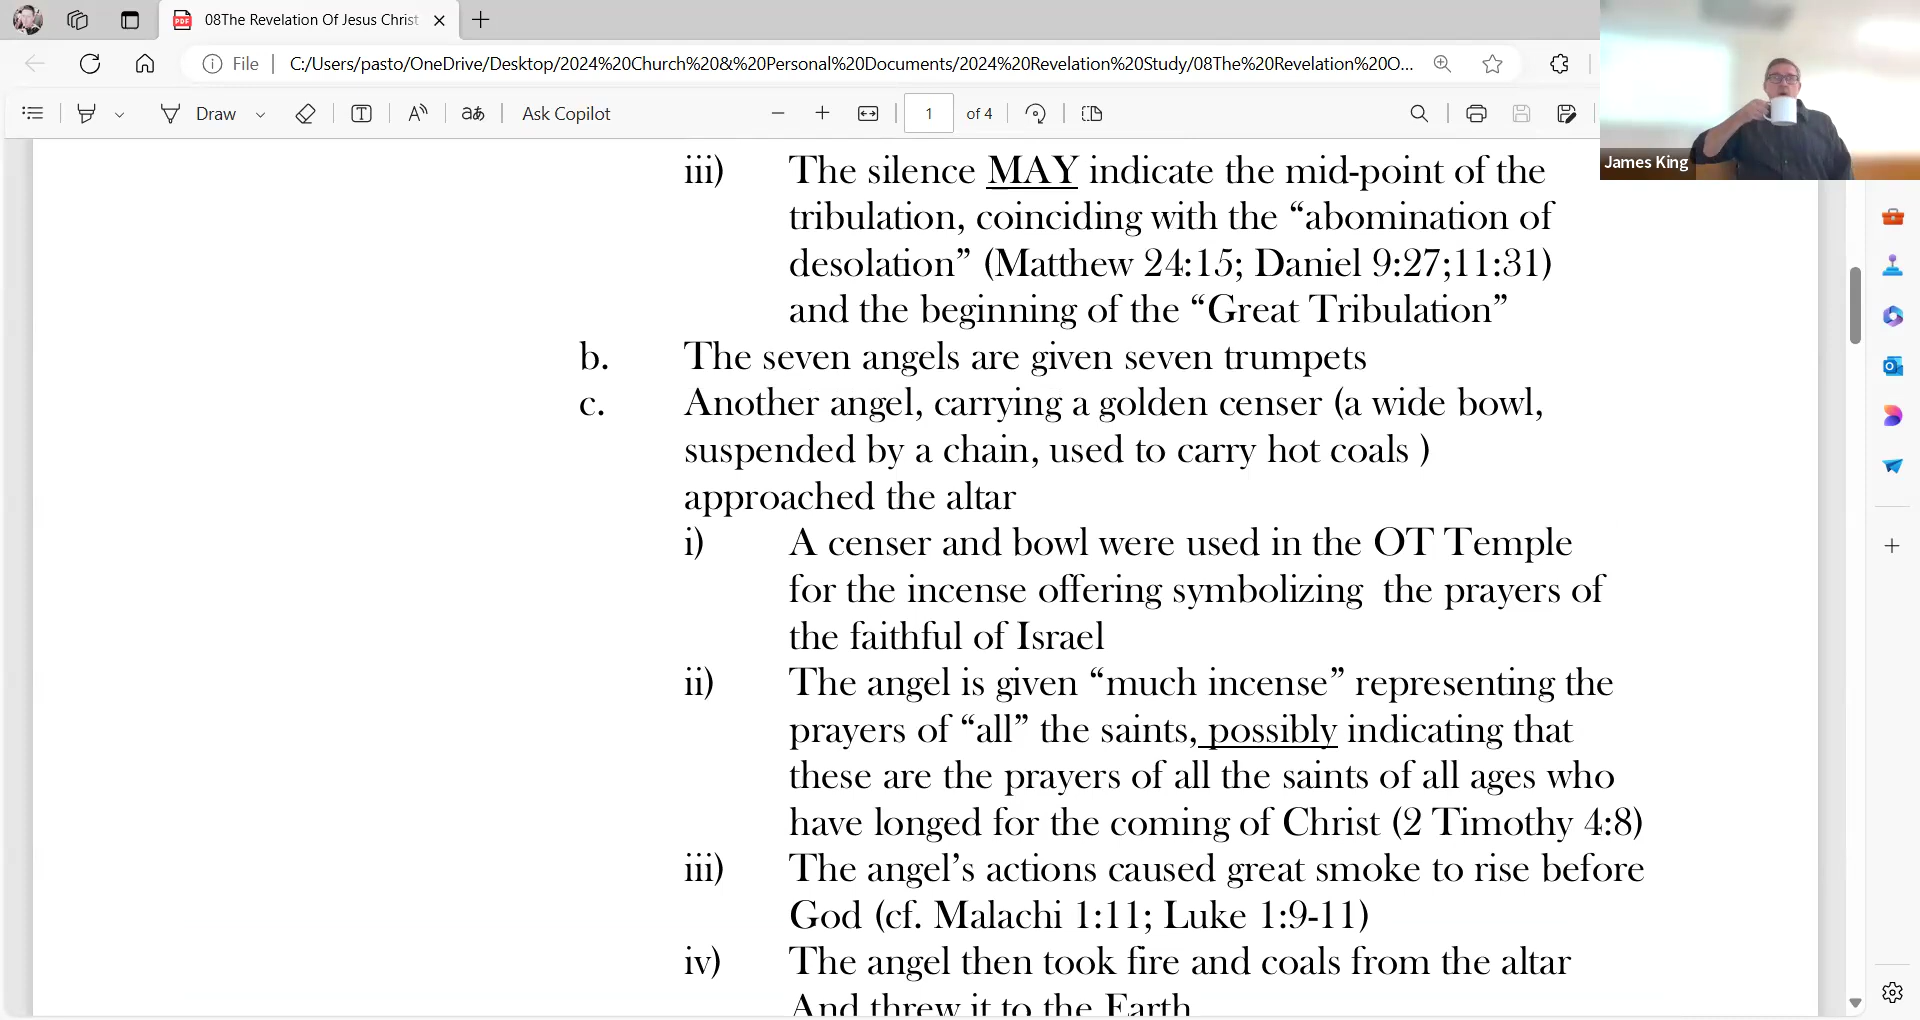 08The Revelation Of Jesus Christ
File
C:/Users/pasto/OneDrive/Desktop/2024%20Church%20&%20Personal%20Documents/2024%20Revelation%20Study/08The%20Revelation%20O...
Draw
aあ
Ask Copilot
1
of 4
James King
iii) The silence MAY indicate the mid-point of the
tribulation, coinciding with the “abomination of
desolation” (Matthew 24:15; Daniel 9:27;11:31)
and the beginning of the “Great Tribulation”
b. The seven angels are given seven trumpets
c. Another angel, carrying a golden censer (a wide bowl,
suspended by a chain, used to carry hot coals )
approached the altar
i) A censer and bowl were used in the OT Temple
for the incense offering symbolizing  the prayers of
the faithful of Israel
ii) The angel is given “much incense” representing the
prayers of “all” the saints, possibly indicating that
these are the prayers of all the saints of all ages who
have longed for the coming of Christ (2 Timothy 4:8)
iii) The angel’s actions caused great smoke to rise before
God (cf. Malachi 1:11; Luke 1:9-11)
iv) The angel then took fire and coals from the altar
And threw it to the Earth